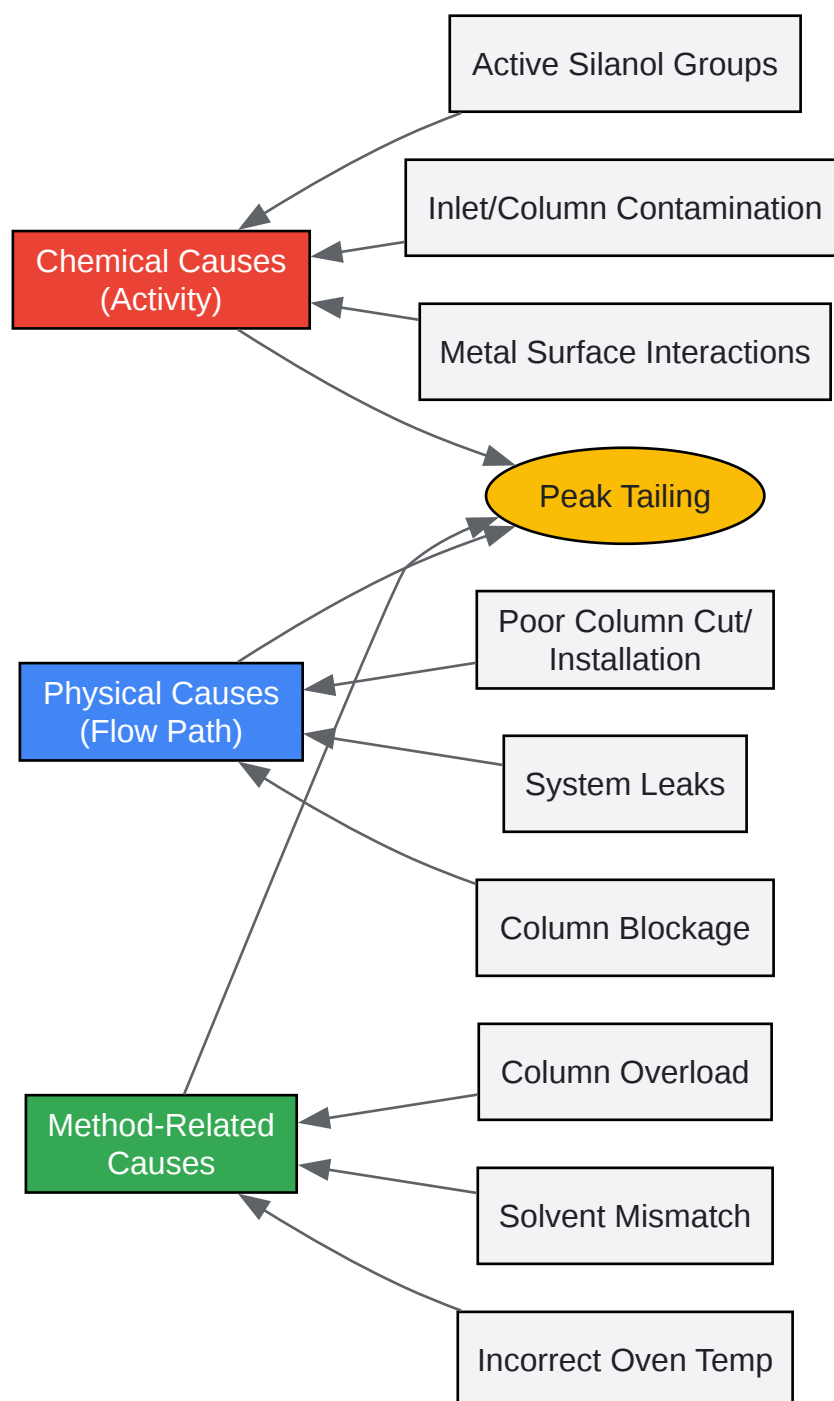 Active Silanol Groups
Inlet/Column Contamination
Chemical Causes
(Activity)
Metal Surface Interactions
Peak Tailing
Poor Column Cut/
Installation
Physical Causes
(Flow Path)
System Leaks
Column Blockage
Column Overload
Method-Related
Causes
Solvent Mismatch
Incorrect Oven Temp